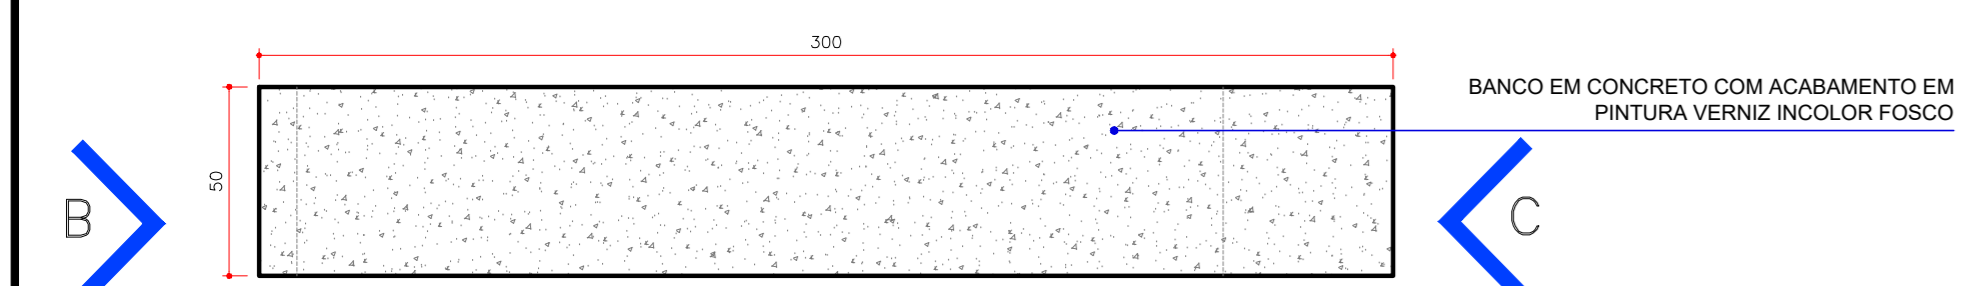 300
BANCO EM CONCRETO COM ACABAMENTO EM
PINTURA VERNIZ INCOLOR FOSCO
50
B
C